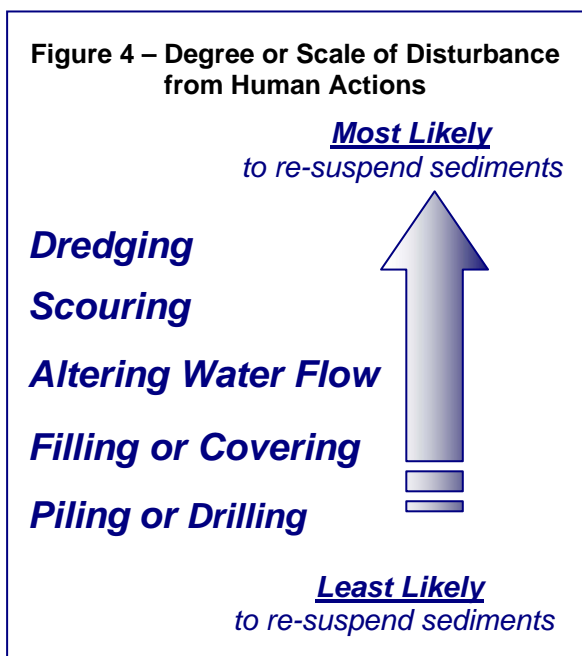 Figure 4 – Degree or Scale of Disturbance
from Human Actions
Most Likely
to re-suspend sediments
Dredging
Scouring
Altering Water Flow
Filling or Covering
Piling or Drilling
Least Likely
to re-suspend sediments